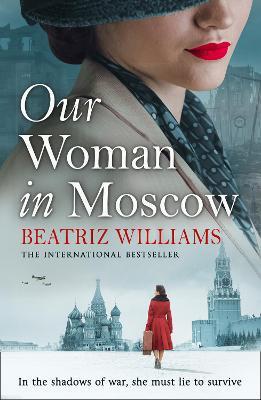 Our
Woman
in Moscow
BEATRIZ WILLIAMS
THE INTERNATIONAL BESTSELLER
In the shadows of war, she must lie to survive